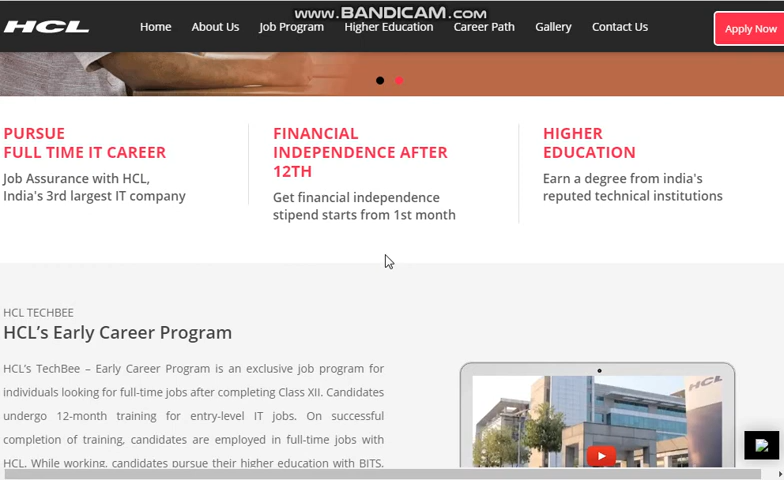 www.BANDICAM.com
HCL
Home About Us Job Program Higher Education Career Path Gallery Contact Us Apply Now
PURSUE
FULL TIME IT CAREER
Job Assurance with HCL,
India's 3rd largest IT company
FINANCIAL
INDEPENDENCE AFTER
12TH
Get financial independence
stipend starts from 1st month
HIGHER
EDUCATION
Earn a degree from india's
reputed technical institutions
HCL TECHBEE
HCL's Early Career Program
HCL's TechBee – Early Career Program is an exclusive job program for
individuals looking for full-time jobs after completing Class XII. Candidates
undergo 12-month training for entry-level IT jobs. On successful
completion of training, candidates are employed in full-time jobs with
HCL. While working, candidates pursue their higher education with BITS,
HCL